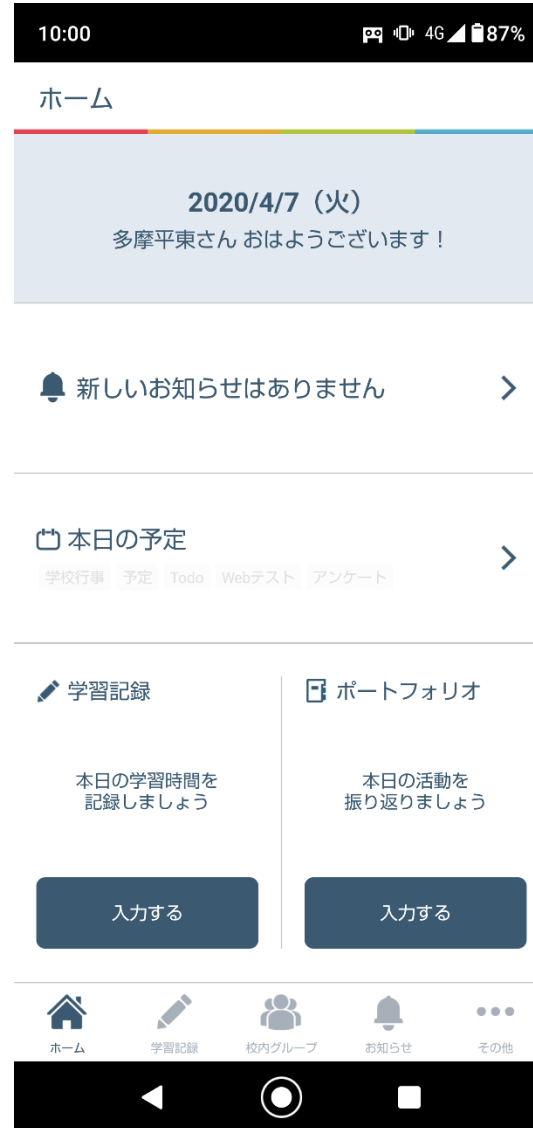 10:00 4G 87%
ホーム
2020/4/7（火）
多摩平東さん おはようございます！
新しいお知らせはありません
本日の予定
学校行事 予定 Todo Webテスト アンケート
学習記録
本日の学習時間を
記録しましょう
入力する
ポートフォリオ
本日の活動を
振り返りましょう
入力する
ホーム 学習記録 校内グループ お知らせ その他